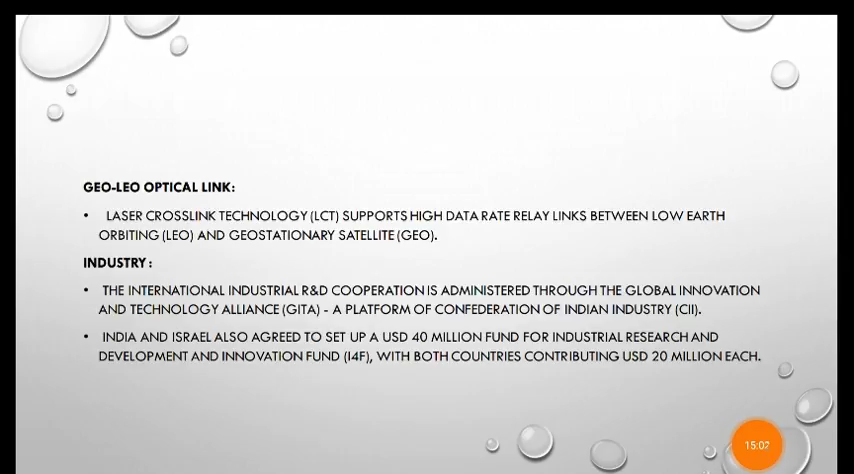 GEO-LEO OPTICAL LINK:
• LASER CROSSLINK TECHNOLOGY (LCT) SUPPORTS HIGH DATA RATE RELAY LINKS BETWEEN LOW EARTH
ORBITING (LEO) AND GEOSTATIONARY SATELLITE (GEO).
INDUSTRY :
• THE INTERNATIONAL INDUSTRIAL R&D COOPERATION IS ADMINISTERED THROUGH THE GLOBAL INNOVATION
AND TECHNOLOGY ALLIANCE (GITA) - A PLATFORM OF CONFEDERATION OF INDIAN INDUSTRY (CII).
• INDIA AND ISRAEL ALSO AGREED TO SET UP A USD 40 MILLION FUND FOR INDUSTRIAL RESEARCH AND
DEVELOPMENT AND INNOVATION FUND (I4F), WITH BOTH COUNTRIES CONTRIBUTING USD 20 MILLION EACH.
15:07